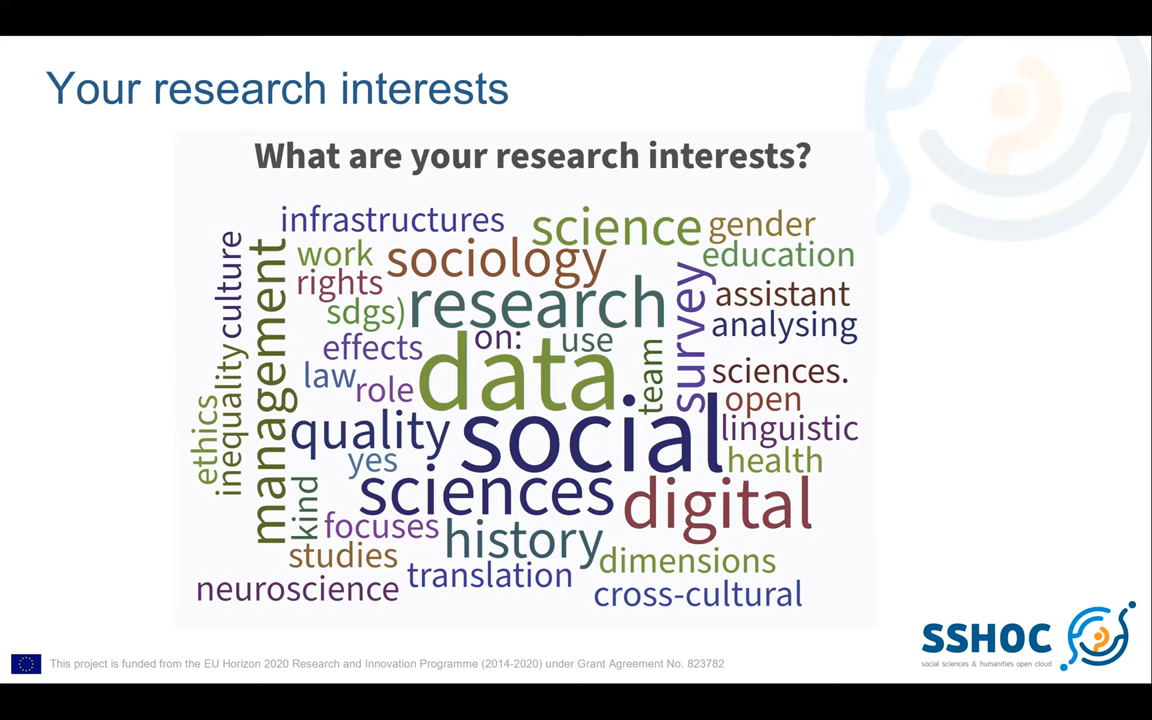 Your research interests
What are your research interests?
infrastructures
science
gender
culture
management
work
sociology
education
rights
research
survey
assistant
sdgs)
analysing
effects
on:
use
data
team
law
role
sciences.
open
inequality
ethics
quality
social
linguistic
yes
health
sciences
digital
kind
focuses
history
studies
dimensions
translation
neuroscience
cross-cultural
SSHOC
social sciences & humanities open cloud
This project is funded from the EU Horizon 2020 Research and Innovation Programme (2014-2020) under Grant Agreement No. 823782